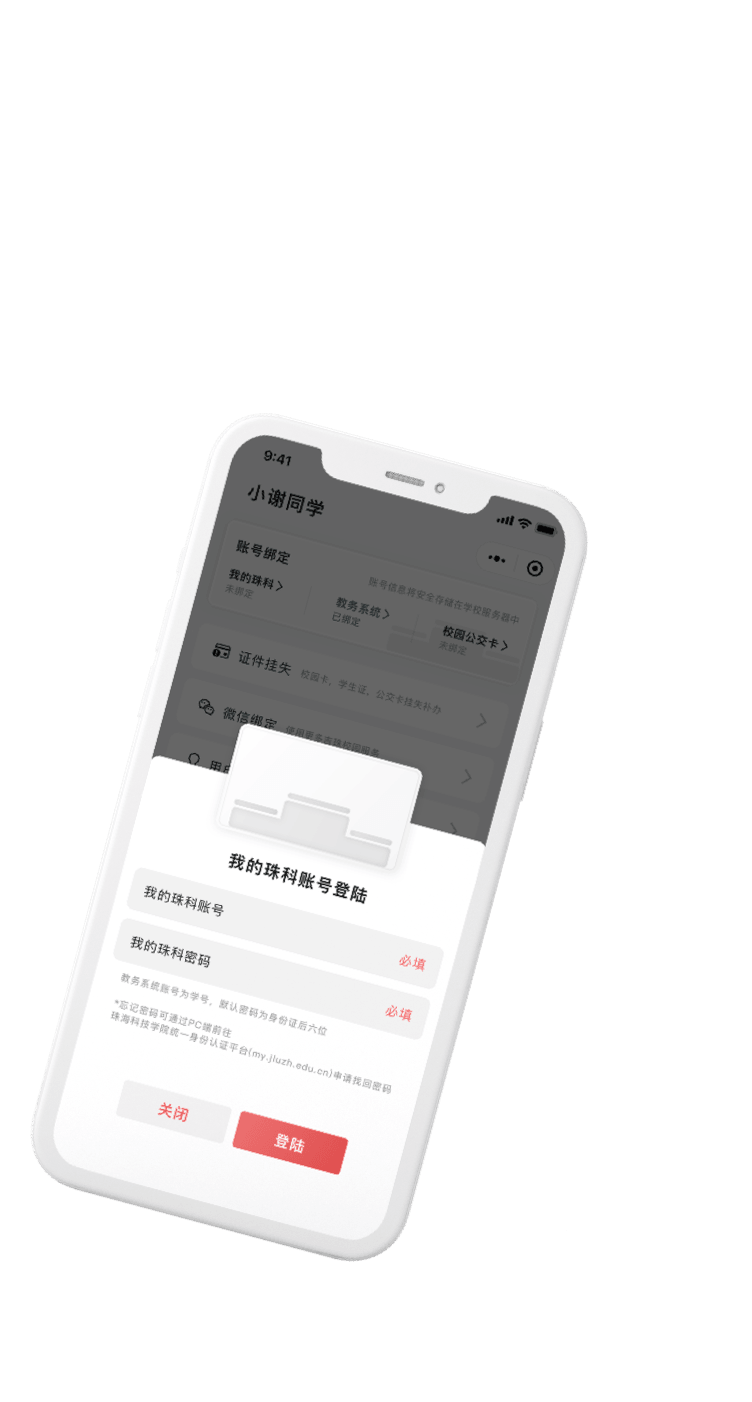 9:41
小谢同学
账号绑定
账号信息将安全存储在学校服务器中
我的珠科
未绑定
教务系统
已绑定
校园公交卡
未绑定
证件挂失
校园卡，学生证，公交卡挂失补办
微信绑定
使用更多吉珠校园服务
用户
我的珠科账号登陆
我的珠科账号
必填
我的珠科密码
必填
教务系统账号为学号，默认密码为身份证后六位
*忘记密码可通过PC端前往
珠海科技学院统一身份认证平台(my.jluzh.edu.cn)申请找回密码
关闭
登陆